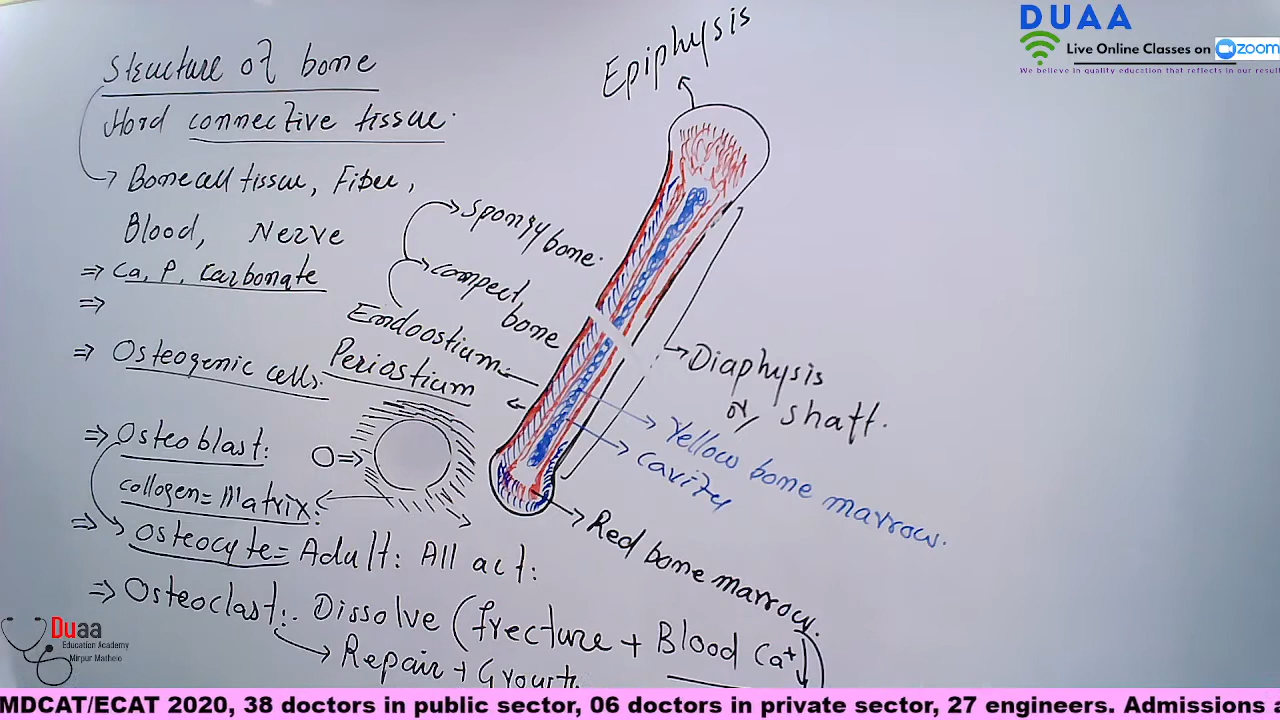 Structure of bone
Hard connective tissue.
→ Bone cell tissue, Fiber,
Blood, Nerve
⇒ Ca, P, Karbonate
⇒
⇒ Osteogenic cells.
⇒ Osteoblast:
collogen = Matrix:
⇒ Osteocyte = Adult: All act:
⇒ Osteoclast:. Dissolve (frecture + Blood Ca+
→ Repair + Growth
Epiphysis
→ Spongy bone.
→ compect bone
Endoostium
Periostium
O ⇒
→ Diaphysis
or, shaft.
→ Yellow bone marrow.
→ Cavity
→ Red bone marrow.
DUAA
Live Online Classes on zoom
We believe in quality education that reflects in our result
Duaa
Education Academy
Mirpur Mathelo
MDCAT/ECAT 2020, 38 doctors in public sector, 06 doctors in private sector, 27 engineers. Admissions a